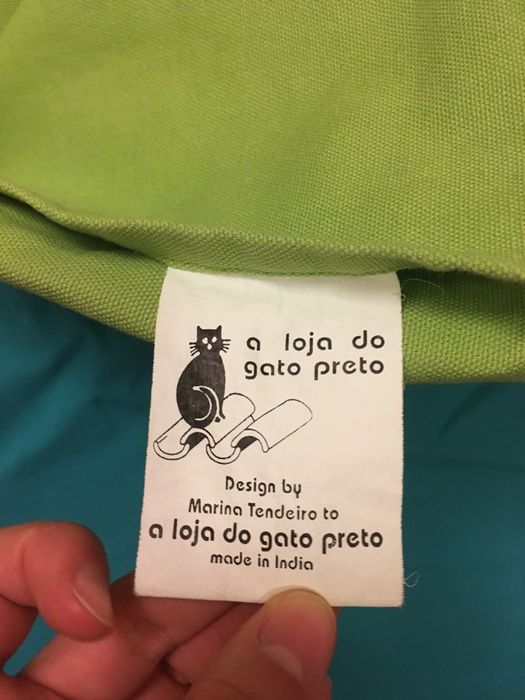 a loja do
gato preto
Design by
Marina Tendeiro to
a loja do gato preto
made in India